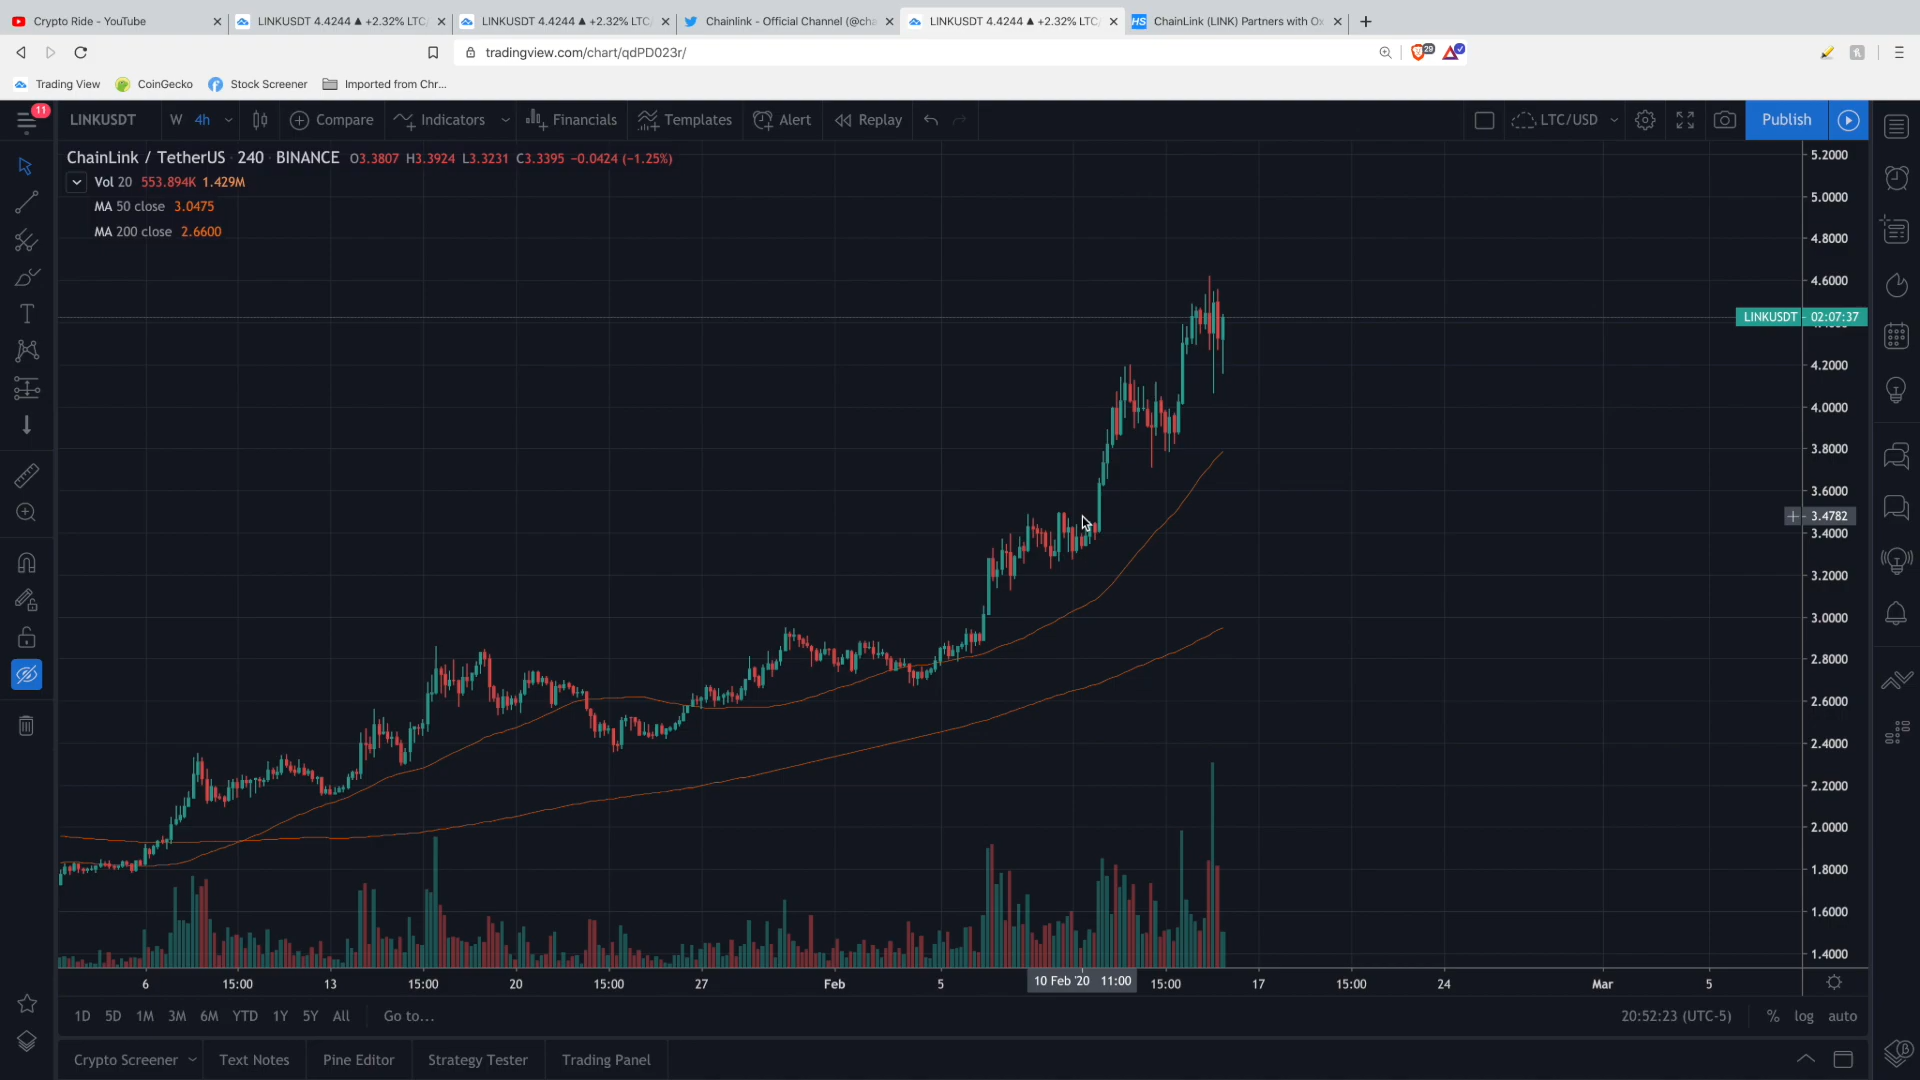 Crypto Ride - YouTube
LINKUSDT 4.4244 ▲ +2.32% LTC/
LINKUSDT 4.4244 ▲ +2.32% LTC/
Chainlink - Official Channel (@cha
LINKUSDT 4.4244 ▲ +2.32% LTC/
HS ChainLink (LINK) Partners with Ox
tradingview.com/chart/qdPD023r/
29
Trading View
CoinGecko
Stock Screener
Imported from Chr...
11
LINKUSDT
W
4h
Compare
Indicators
Financials
Templates
Alert
Replay
LTC/USD
Publish
ChainLink / TetherUS · 240 · BINANCE O3.3807 H3.3924 L3.3231 C3.3395 −0.0424 (−1.25%)
Vol 20 553.894K 1.429M
MA 50 close 3.0475
MA 200 close 2.6600
5.2000
5.0000
4.8000
4.6000
LINKUSDT 02:07:37
4.2000
4.0000
3.8000
3.6000
3.4782
3.4000
3.2000
3.0000
2.8000
2.6000
2.4000
2.2000
2.0000
1.8000
1.6000
1.4000
6 15:00 13 15:00 20 15:00 27 Feb 5 10 Feb '20 11:00 15:00 17 15:00 24 Mar 5
1D 5D 1M 3M 6M YTD 1Y 5Y All Go to...
20:52:23 (UTC-5) % log auto
Crypto Screener Text Notes Pine Editor Strategy Tester Trading Panel